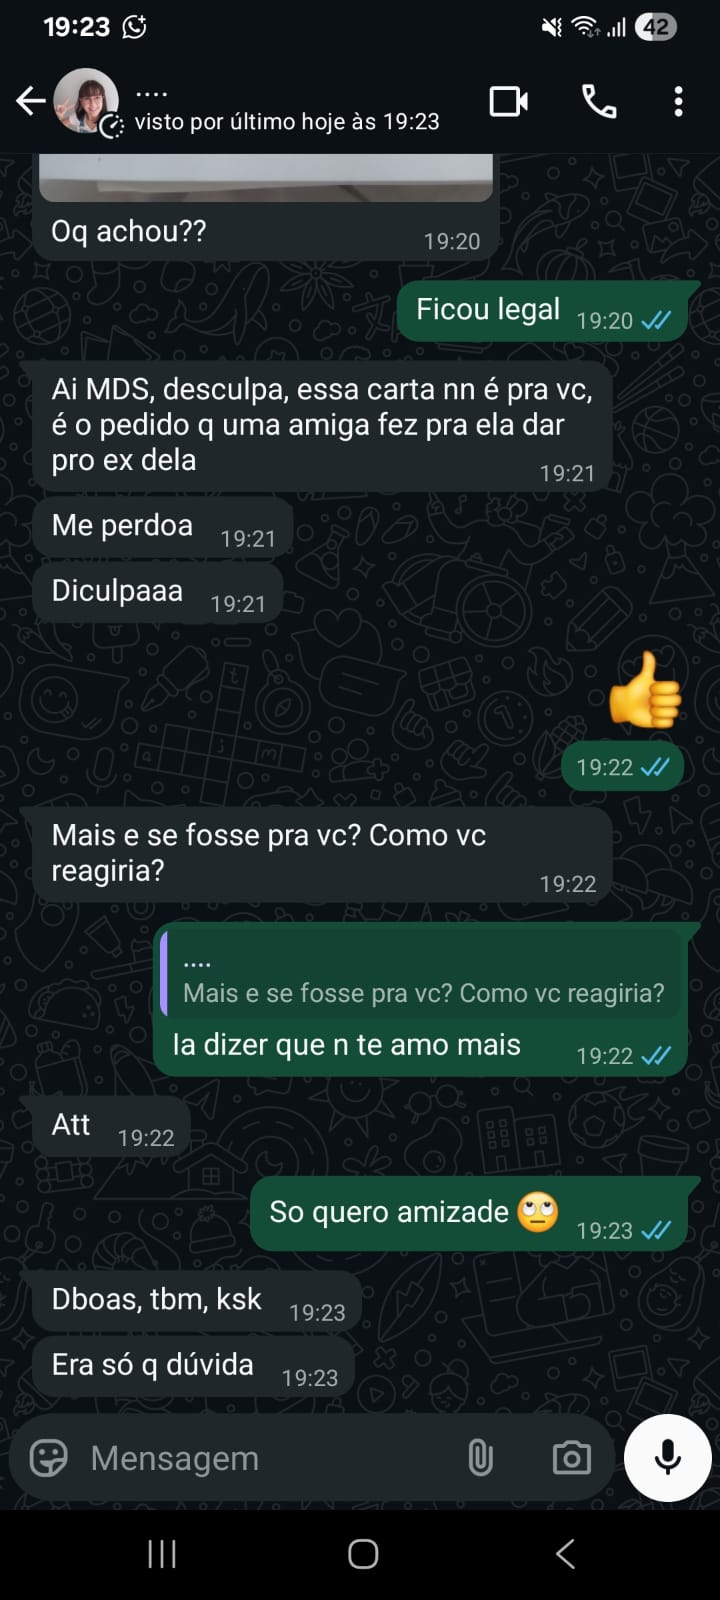 19:23
42
....
visto por último hoje às 19:23
Oq achou??
19:20
Ficou legal
19:20
Ai MDS, desculpa, essa carta nn é pra vc,
é o pedido q uma amiga fez pra ela dar
pro ex dela
19:21
Me perdoa
19:21
Diculpaaa
19:21
👍
19:22
Mais e se fosse pra vc? Como vc
reagiria?
19:22
....
Mais e se fosse pra vc? Como vc reagiria?
Ia dizer que n te amo mais
19:22
Att
19:22
So quero amizade 🙄
19:23
Dboas, tbm, ksk
19:23
Era só q dúvida
19:23
Mensagem